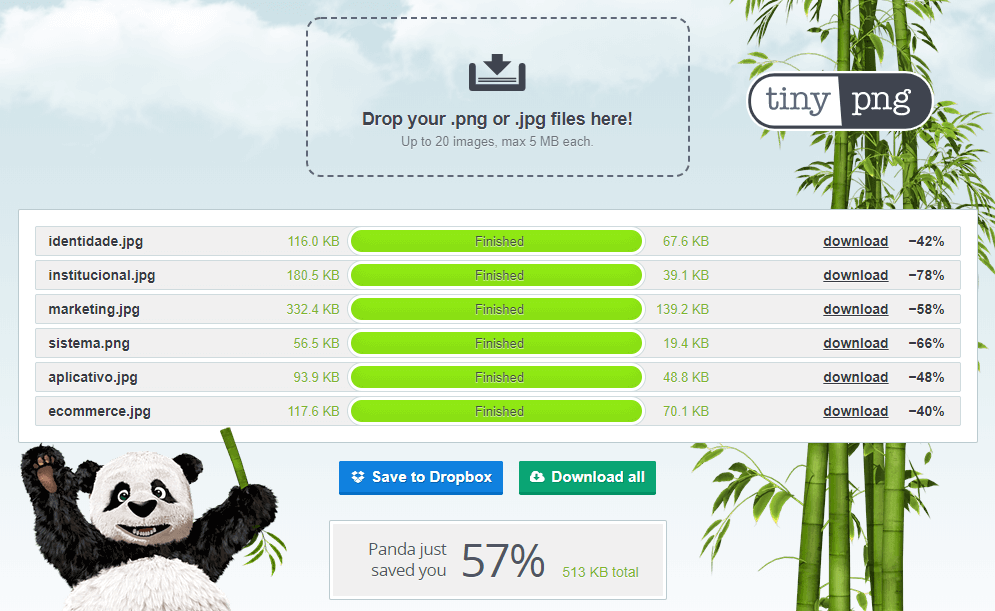 Drop your .png or .jpg files here!
Up to 20 images, max 5 MB each.
tiny png
identidade.jpg 116.0 KB Finished 67.6 KB download −42%
institucional.jpg 180.5 KB Finished 39.1 KB download −78%
marketing.jpg 332.4 KB Finished 139.2 KB download −58%
sistema.png 56.5 KB Finished 19.4 KB download −66%
aplicativo.jpg 93.9 KB Finished 48.8 KB download −48%
ecommerce.jpg 117.6 KB Finished 70.1 KB download −40%
Save to Dropbox Download all
Panda just
saved you 57% 513 KB total